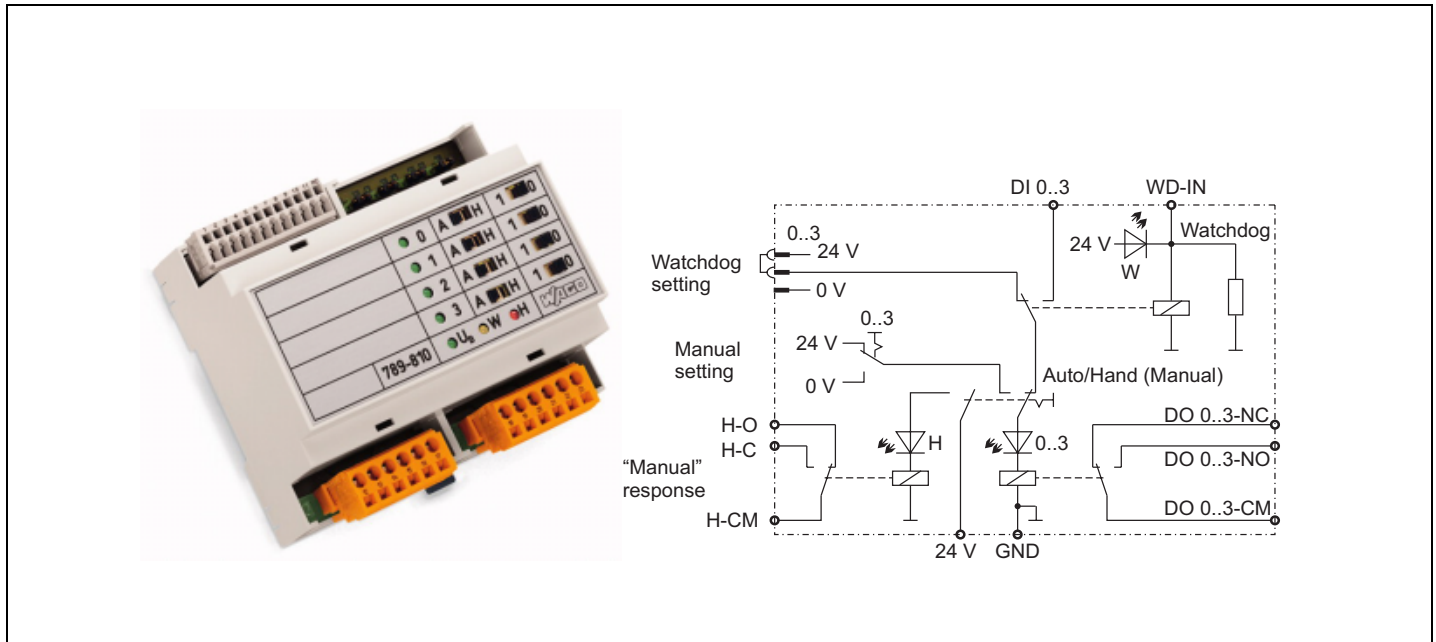 0 A H 1 0
1 A H 1 0
2 A H 1 0
3 A H 1 0
789-810 UB W H WAGO
DI 0..3 WD-IN
0..3
24 V
Watchdog
setting
0 V
24 V
W
Watchdog
0..3
Manual
setting
24 V
0 V
Auto/Hand (Manual)
H-O
H-C
"Manual"
response
H-CM
H
0..3
DO 0..3-NC
DO 0..3-NO
DO 0..3-CM
24 V GND